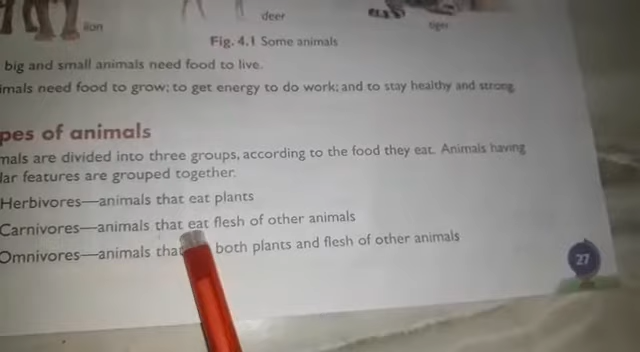 lion
deer
tiger
Fig. 4.1 Some animals
big and small animals need food to live.
imals need food to grow; to get energy to do work; and to stay healthy and strong.
pes of animals
mals are divided into three groups, according to the food they eat. Animals having
lar features are grouped together.
Herbivores—animals that eat plants
Carnivores—animals that eat flesh of other animals
Omnivores—animals that both plants and flesh of other animals
27